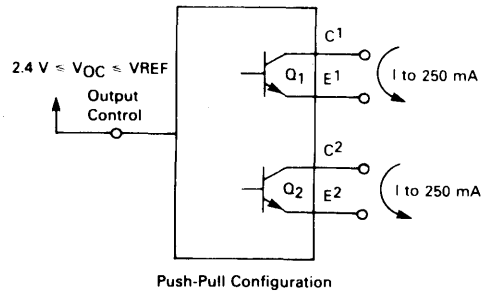 2.4 V ≤ VOC ≤ VREF
Output
Control
C1
Q1
E1
I to 250 mA
C2
Q2
E2
I to 250 mA
Push-Pull Configuration